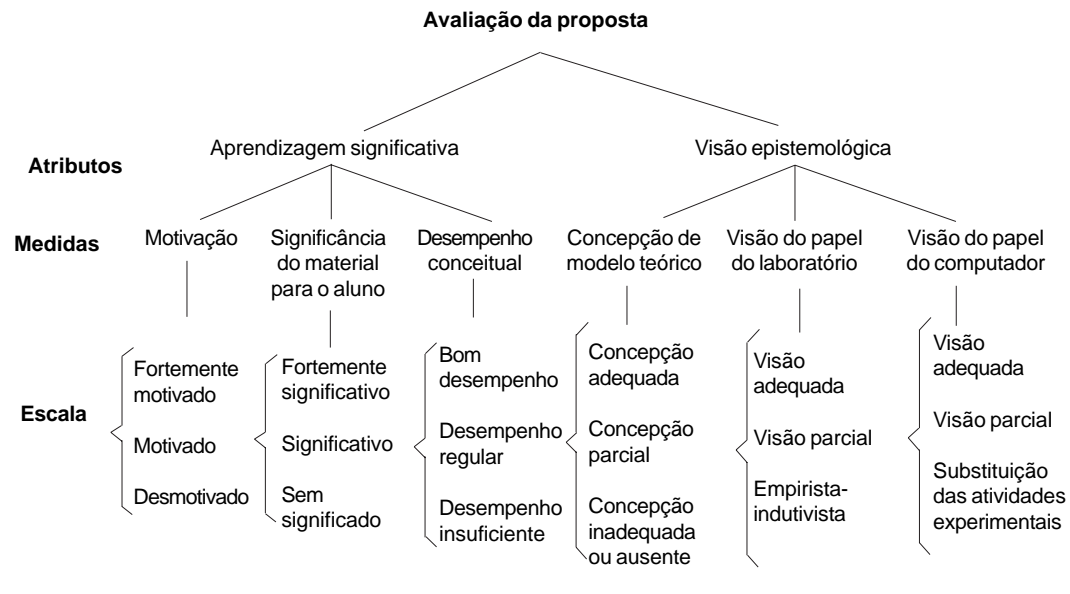 Avaliação da proposta
Atributos
Aprendizagem significativa
Visão epistemológica
Medidas
Motivação
Significância
do material
para o aluno
Desempenho
conceitual
Concepção de
modelo teórico
Visão do papel
do laboratório
Visão do papel
do computador
Escala
Fortemente
motivado
Motivado
Desmotivado
Fortemente
significativo
Significativo
Sem
significado
Bom
desempenho
Desempenho
regular
Desempenho
insuficiente
Concepção
adequada
Concepção
parcial
Concepção
inadequada
ou ausente
Visão
adequada
Visão parcial
Empirista-
indutivista
Visão
adequada
Visão parcial
Substituição
das atividades
experimentais